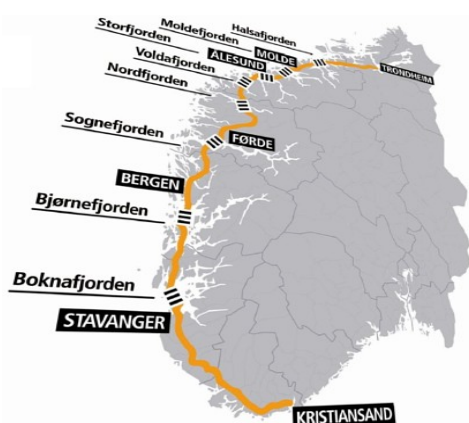 Halsafjorden
Moldefjorden
MOLDE
Storfjorden
ÅLESUND
Voldafjorden
TRONDHEIM
Nordfjorden
Sognefjorden
FØRDE
BERGEN
Bjørnefjorden
Boknafjorden
STAVANGER
KRISTIANSAND